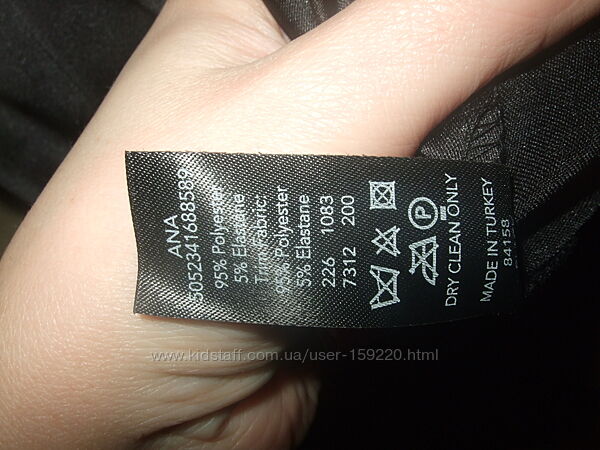 ANA
5052341688589
95% Polyester
5% Elastane
Trim Fabric:
95% Polyester
5% Elastane
226 1083
7312 200
P
DRY CLEAN ONLY
MADE IN TURKEY
84158
www.kidstaff.com.ua/user-159220.html